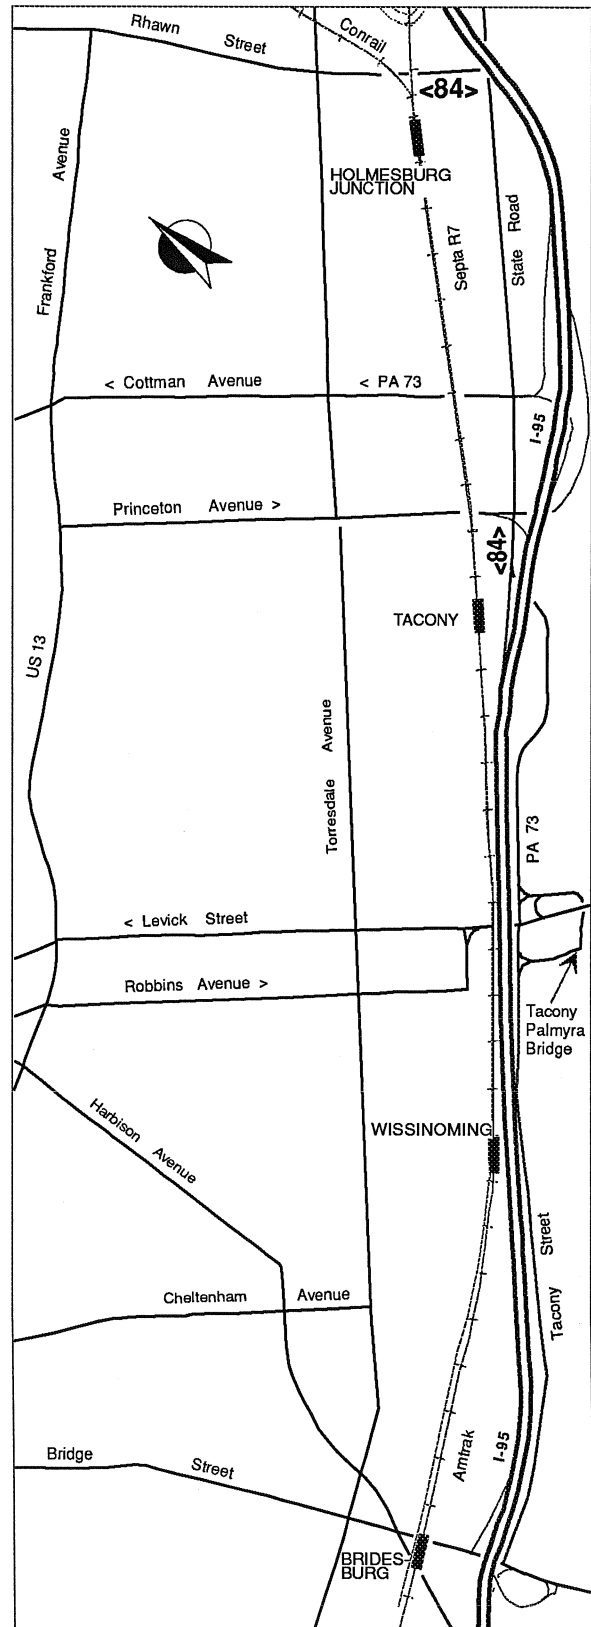 Rhawn Street
Conrail
<84>
HOLMESBURG
JUNCTION
Frankford Avenue
Septa R7
State Road
< Cottman Avenue
< PA 73
I-95
Princeton Avenue >
<84>
TACONY
US 13
Torresdale Avenue
PA 73
< Levick Street
Robbins Avenue >
Tacony
Palmyra
Bridge
Harbison Avenue
WISSINOMING
Tacony Street
Cheltenham Avenue
Bridge Street
Amtrak
I-95
BRIDES-
BURG